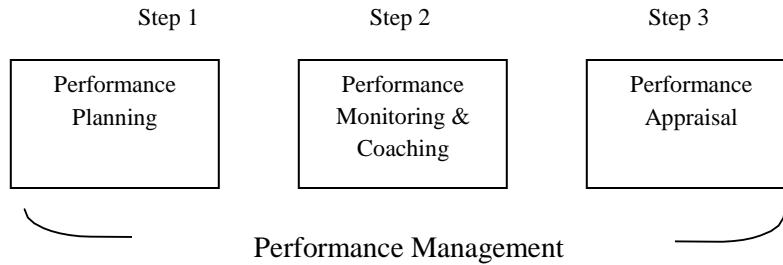 Step 1
Step 2
Step 3
Performance
Planning
Performance
Monitoring &
Coaching
Performance
Appraisal
Performance Management